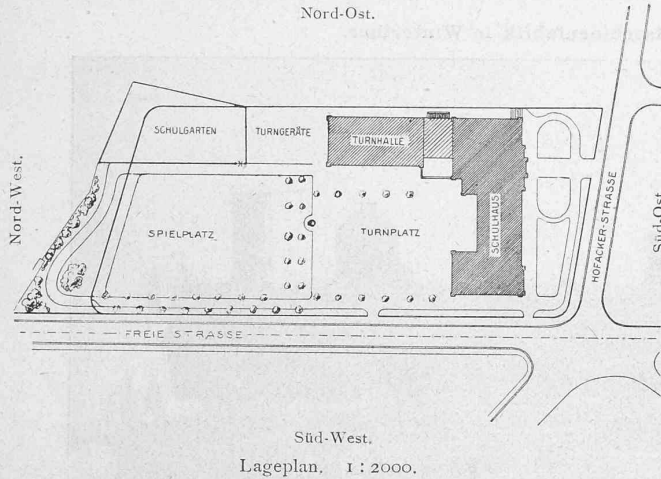 Nord-Ost.
SCHULGARTEN
TURNGERÄTE
TURNHALLE
Nord-West.
SPIELPLATZ
TURNPLATZ
SCHULHAUS
HOFACKER-STRASSE
Süd-Ost
FREIE STRASSE
Süd-West.
Lageplan. 1 : 2000.